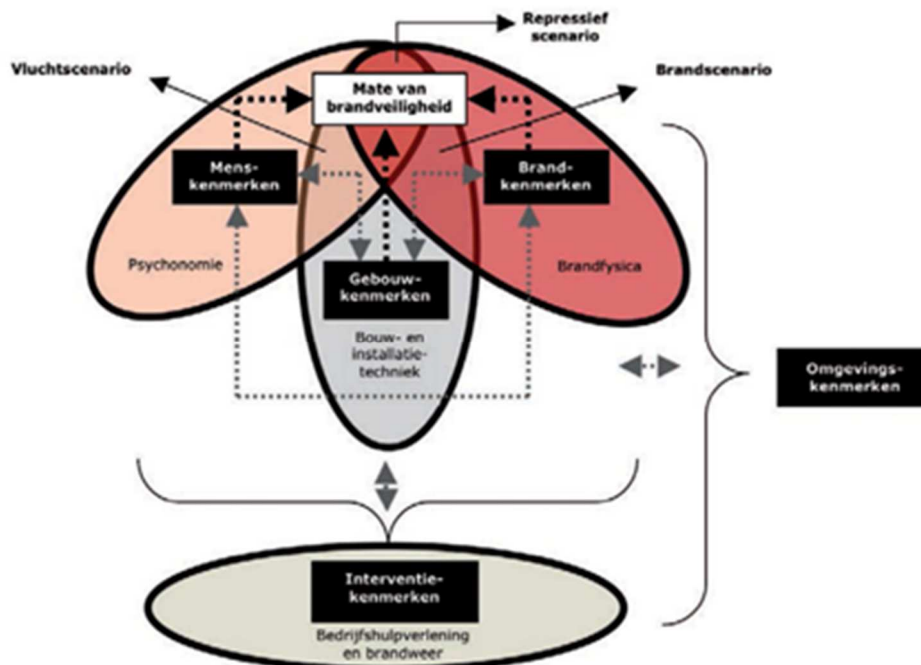 Repressief
scenario
Vluchtscenario
Brandscenario
Mate van
brandveiligheid
Mens-
kenmerken
Brand-
kenmerken
Psychonomie
Brandfysica
Gebouw-
kenmerken
Bouw- en
installatie-
techniek
Omgevings-
kenmerken
Interventie-
kenmerken
Bedrijfshulpverlening
en brandweer